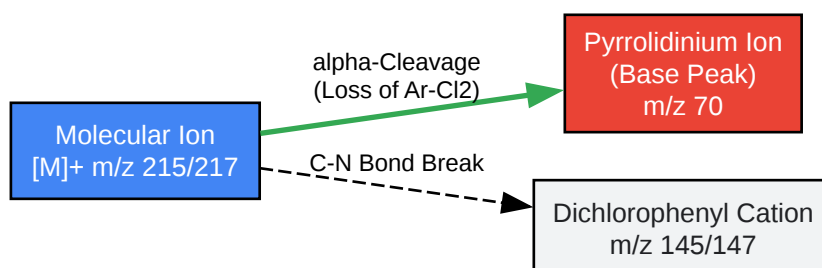 Molecular Ion
[M]+ m/z 215/217
alpha-Cleavage
(Loss of Ar-Cl2)
Pyrrolidinium Ion
(Base Peak)
m/z 70
C-N Bond Break
Dichlorophenyl Cation
m/z 145/147